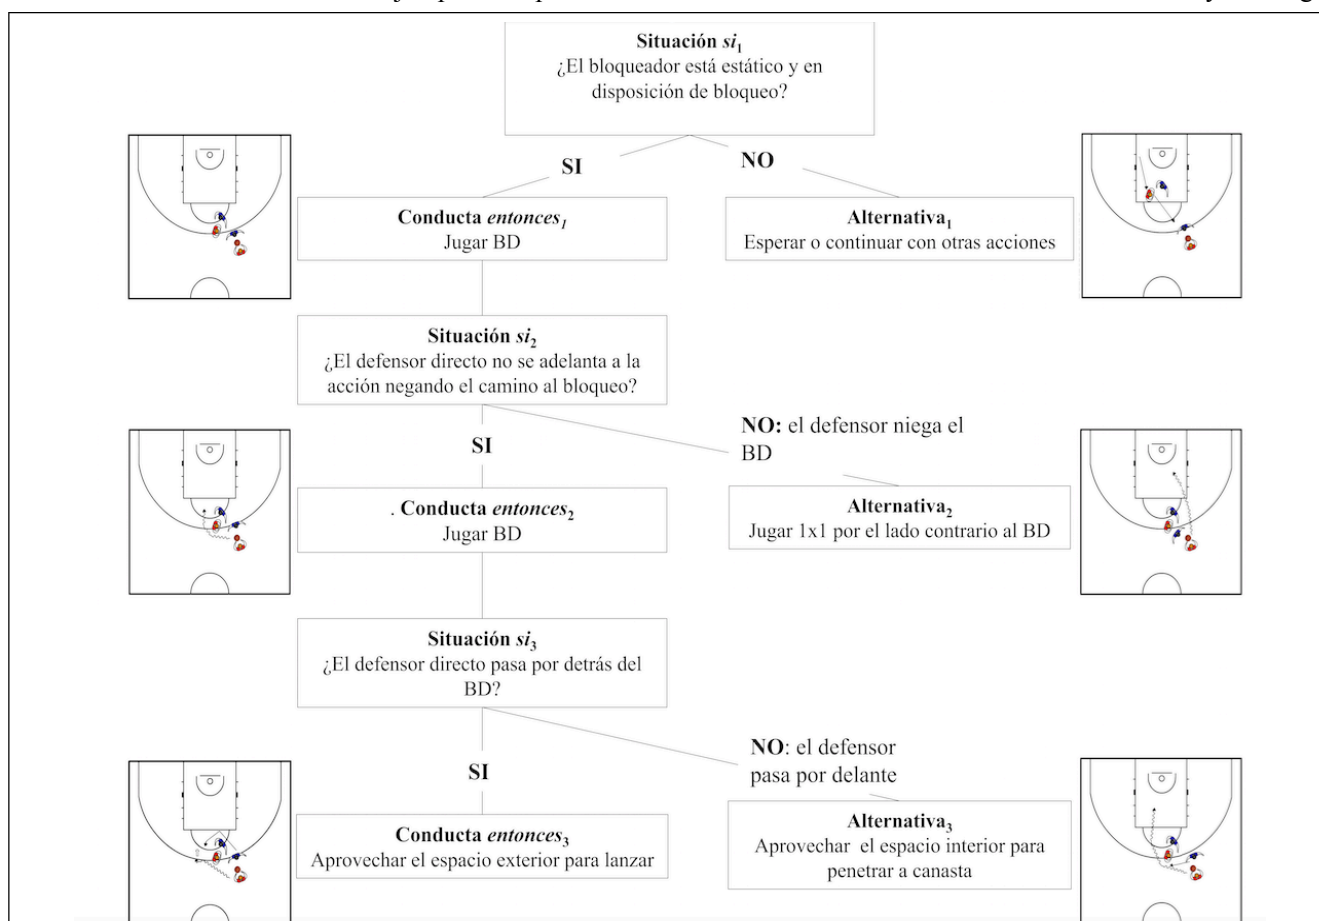 Situación si1
¿El bloqueador está estático y en
disposición de bloqueo?
SI
NO
Conducta entonces1
Jugar BD
Alternativa1
Esperar o continuar con otras acciones
Situación si2
¿El defensor directo no se adelanta a la
acción negando el camino al bloqueo?
SI
NO: el defensor niega el
BD
. Conducta entonces2
Jugar BD
Alternativa2
Jugar 1x1 por el lado contrario al BD
Situación si3
¿El defensor directo pasa por detrás del
BD?
SI
NO: el defensor
pasa por delante
Conducta entonces3
Aprovechar el espacio exterior para lanzar
Alternativa3
Aprovechar el espacio interior para
penetrar a canasta